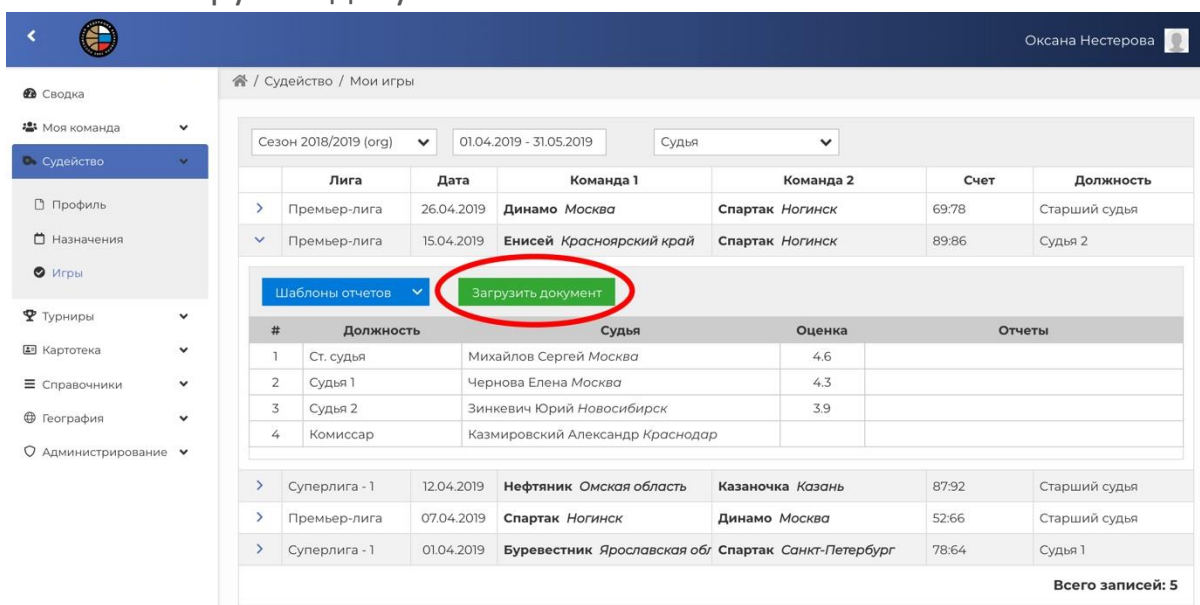 Оксана Нестерова
/ Судейство / Мои игры
Сводка
Моя команда
Судейство
Профиль
Назначения
Игры
Турниры
Картотека
Справочники
География
Администрирование
Сезон 2018/2019 (org) 01.04.2019 - 31.05.2019 Судья
Лига Дата Команда 1 Команда 2 Счет Должность
Премьер-лига 26.04.2019 Динамо Москва Спартак Ногинск 69:78 Старший судья
Премьер-лига 15.04.2019 Енисей Красноярский край Спартак Ногинск 89:86 Судья 2
Шаблоны отчетов Загрузить документ
# Должность Судья Оценка Отчеты
1 Ст. судья Михайлов Сергей Москва 4.6
2 Судья 1 Чернова Елена Москва 4.3
3 Судья 2 Зинкевич Юрий Новосибирск 3.9
4 Комиссар Казмировский Александр Краснодар
Суперлига - 1 12.04.2019 Нефтяник Омская область Казаночка Казань 87:92 Старший судья
Премьер-лига 07.04.2019 Спартак Ногинск Динамо Москва 52:66 Старший судья
Суперлига - 1 01.04.2019 Буревестник Ярославская обл Спартак Санкт-Петербург 78:64 Судья 1
Всего записей: 5